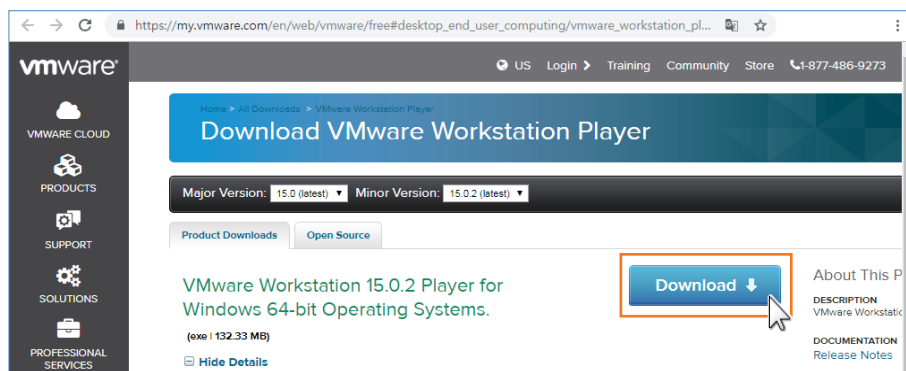 https://my.vmware.com/en/web/vmware/free#desktop_end_user_computing/vmware_workstation_pl...
vmware
US Login Training Community Store 1-877-486-9273
VMWARE CLOUD
PRODUCTS
SUPPORT
SOLUTIONS
PROFESSIONAL
SERVICES
Home > All Downloads > VMware Workstation Player
Download VMware Workstation Player
Major Version: 15.0 (latest) Minor Version: 15.0.2 (latest)
Product Downloads Open Source
VMware Workstation 15.0.2 Player for
Windows 64-bit Operating Systems.
(exe | 132.33 MB)
Hide Details
Download
About This P
DESCRIPTION
VMware Workstatic
DOCUMENTATION
Release Notes